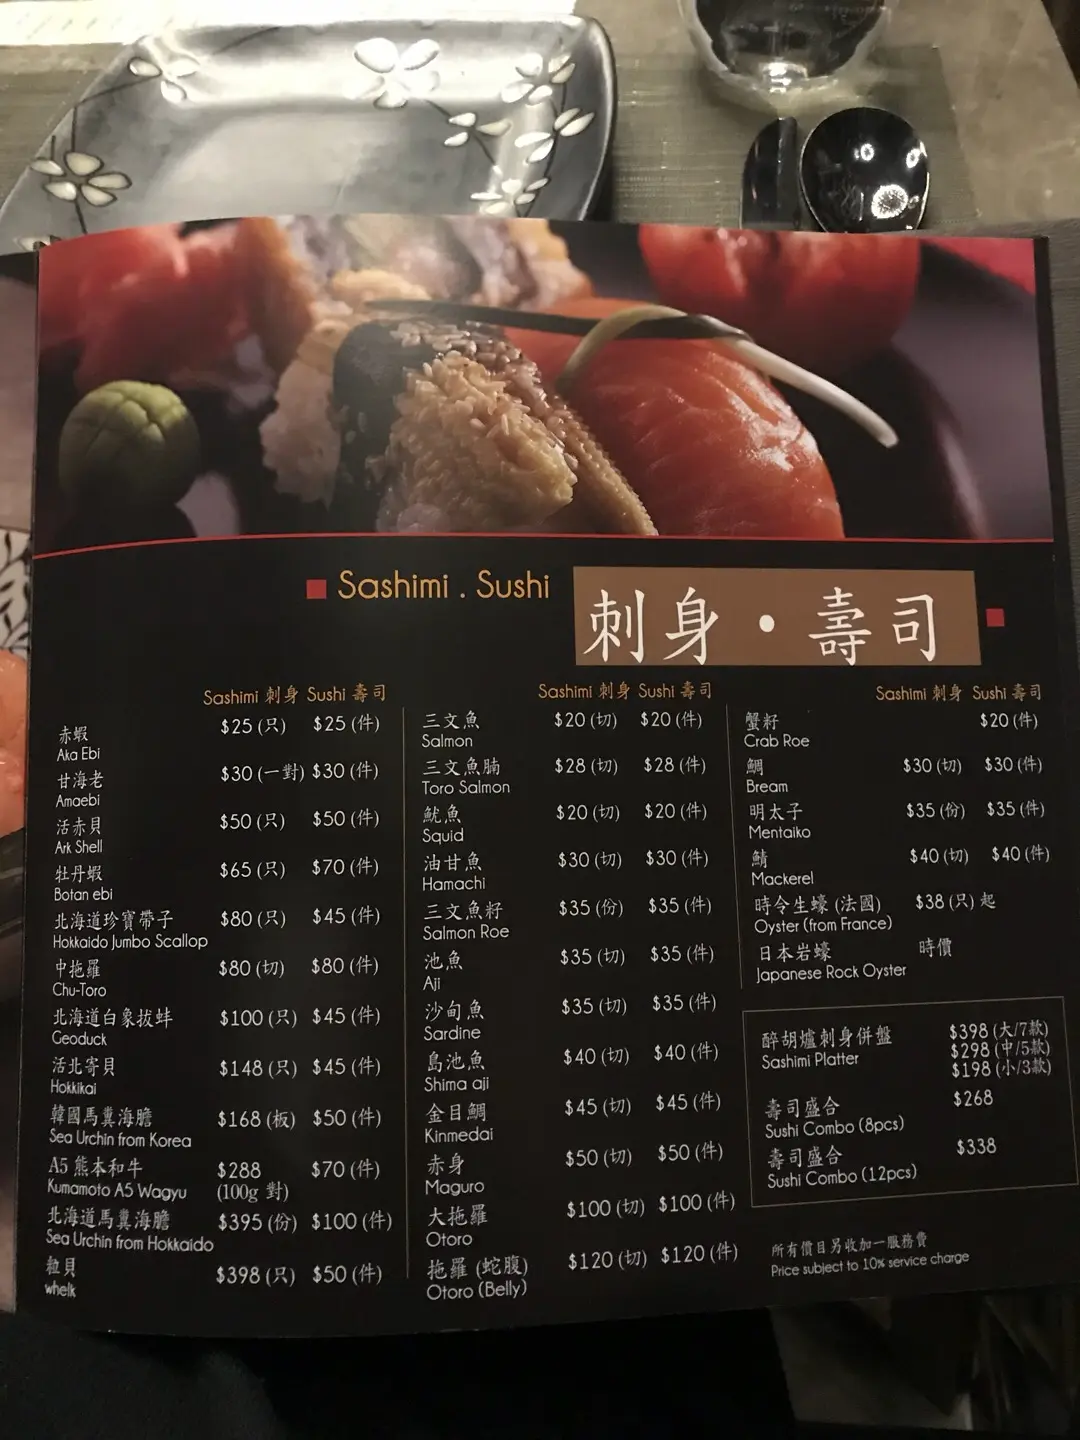 Sashimi . Sushi 刺身・壽司
Sashimi 刺身 Sushi 壽司
赤蝦 $25 (只) $25 (件)
Aka Ebi
甘海老 $30 (一對) $30 (件)
Amaebi
活赤貝 $50 (只) $50 (件)
Ark Shell
牡丹蝦 $65 (只) $70 (件)
Botan ebi
北海道珍寶帶子 $80 (只) $45 (件)
Hokkaido Jumbo Scallop
中拖羅 $80 (切) $80 (件)
Chu-Toro
北海道白象拔蚌 $100 (只) $45 (件)
Geoduck
活北寄貝 $148 (只) $45 (件)
Hokkikai
韓國馬糞海膽 $168 (板) $50 (件)
Sea Urchin from Korea
A5 熊本和牛 $288 $70 (件)
Kumamoto A5 Wagyu (100g 對)
北海道馬糞海膽 $395 (份) $100 (件)
Sea Urchin from Hokkaido
粒貝 $398 (只) $50 (件)
whelk
Sashimi 刺身 Sushi 壽司
三文魚 $20 (切) $20 (件)
Salmon
三文魚腩 $28 (切) $28 (件)
Toro Salmon
魷魚 $20 (切) $20 (件)
Squid
油甘魚 $30 (切) $30 (件)
Hamachi
三文魚籽 $35 (份) $35 (件)
Salmon Roe
池魚 $35 (切) $35 (件)
Aji
沙甸魚 $35 (切) $35 (件)
Sardine
島池魚 $40 (切) $40 (件)
Shima aji
金目鯛 $45 (切) $45 (件)
Kinmedai
赤身 $50 (切) $50 (件)
Maguro
大拖羅 $100 (切) $100 (件)
Otoro
拖羅 (蛇腹) $120 (切) $120 (件)
Otoro (Belly)
Sashimi 刺身 Sushi 壽司
蟹籽 $20 (件)
Crab Roe
鯛 $30 (切) $30 (件)
Bream
明太子 $35 (份) $35 (件)
Mentaiko
鯖 $40 (切) $40 (件)
Mackerel
時令生蠔 (法國) $38 (只) 起
Oyster (from France)
日本岩蠔 時價
Japanese Rock Oyster
醉胡爐刺身併盤 $398 (大/7款)
Sashimi Platter $298 (中/5款)
$198 (小/3款)
壽司盛合 $268
Sushi Combo (8pcs)
壽司盛合 $338
Sushi Combo (12pcs)
所有價目另收加一服務費
Price subject to 10% service charge